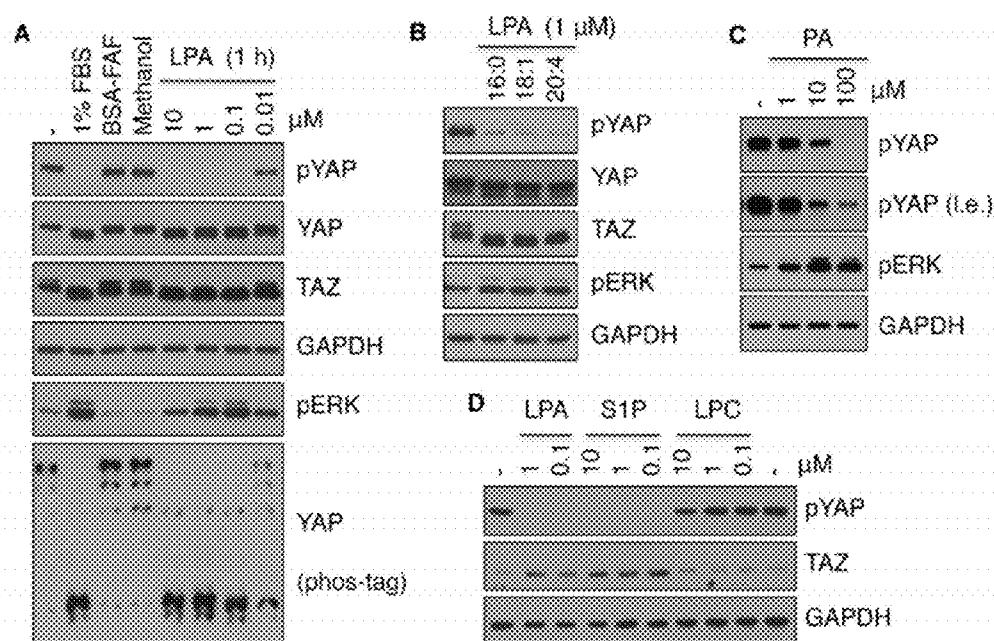 A
- 1% FBS BSA-FAF Methanol LPA (1 h)
10 1 0.1 0.01 µM
pYAP
YAP
TAZ
GAPDH
pERK
YAP
(phos-tag)
B
LPA (1 µM)
16:0 18:1 20:4
pYAP
YAP
TAZ
pERK
GAPDH
C
PA
- 1 10 100 µM
pYAP
pYAP (l.e.)
pERK
GAPDH
D
LPA S1P LPC
- 1 0.1 10 1 0.1 10 1 0.1 - µM
pYAP
TAZ
GAPDH